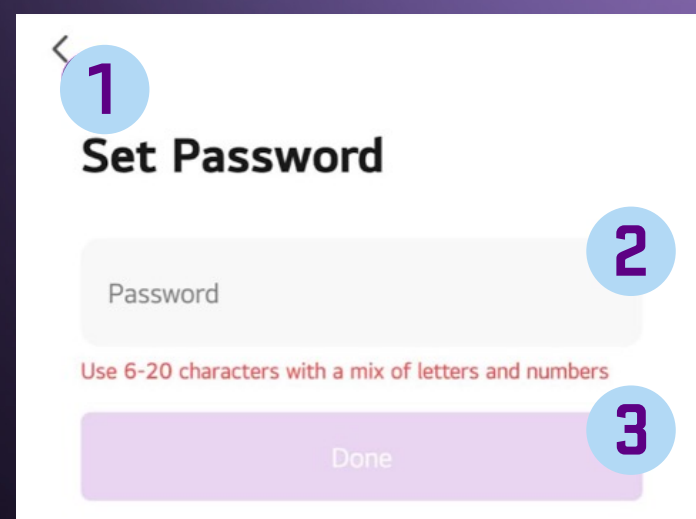 1
Set Password
2
Password
Use 6-20 characters with a mix of letters and numbers
3
Done